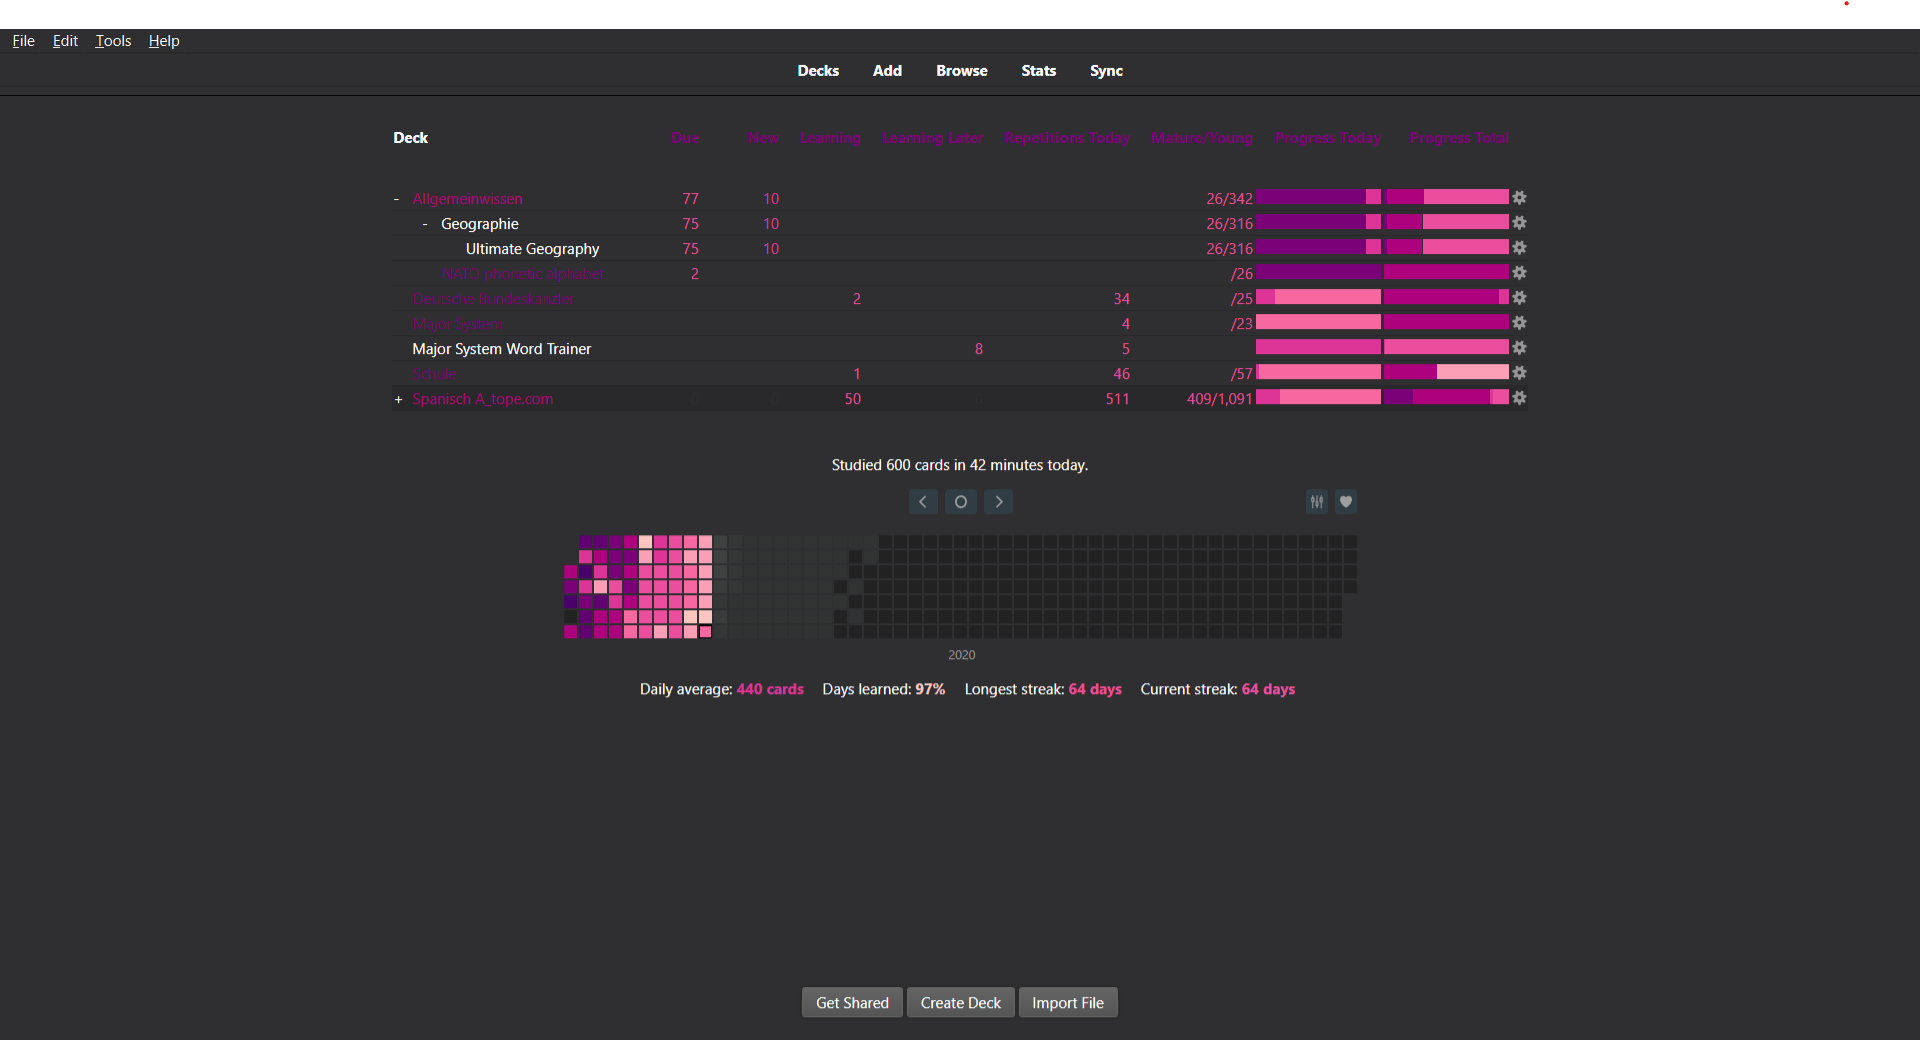 File Edit Tools Help
Decks Add Browse Stats Sync
Deck Due New Learning Learning Later Repetitions Today Mature/Young Progress Today Progress Total
- Allgemeinwissen 77 10 26/342
- Geographie 75 10 26/316
Ultimate Geography 75 10 26/316
NATO phonetic alphabet 2 /26
Deutsche Bundeskanzler 2 34 /25
Major System 4 /23
Major System Word Trainer 8 5
Schule 1 46 /57
+ Spanisch A_tope.com 50 511 409/1,091
Studied 600 cards in 42 minutes today.
2020
Daily average: 440 cards Days learned: 97% Longest streak: 64 days Current streak: 64 days
Get Shared Create Deck Import File